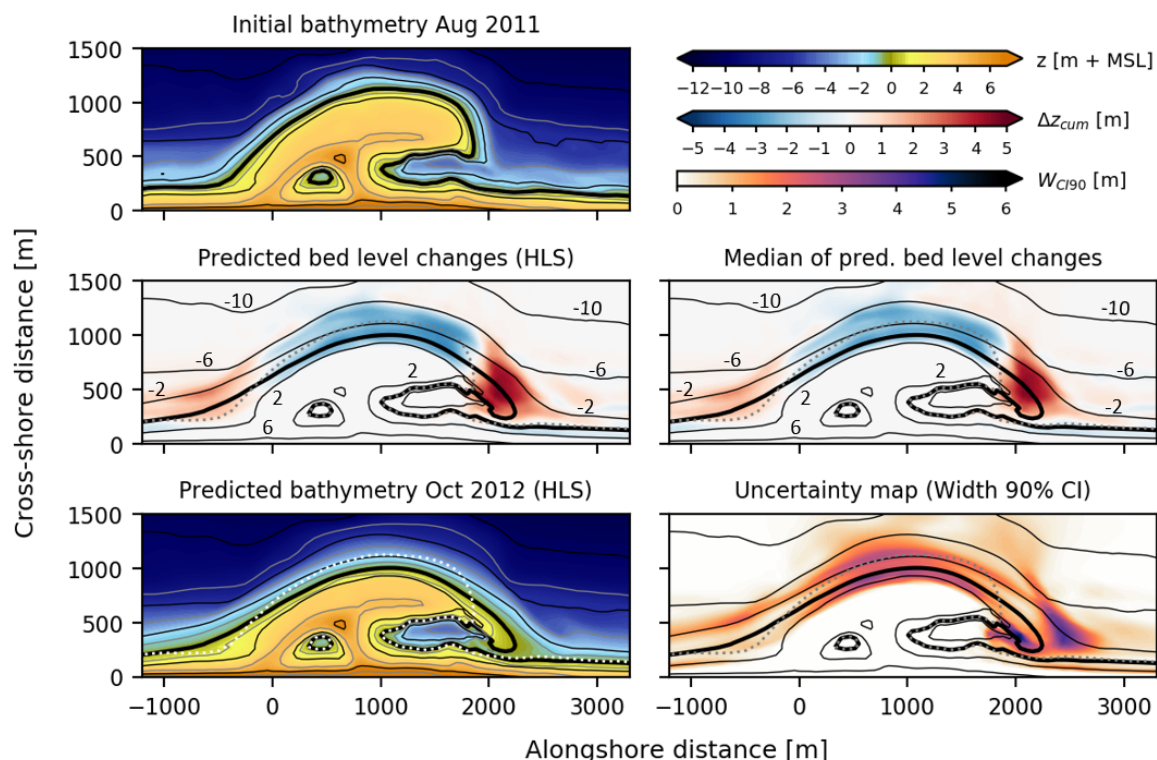 Initial bathymetry Aug 2011
1500
1000
500
0
z [m + MSL]
−12 −10 −8 −6 −4 −2 0 2 4 6
Δz_cum [m]
−5 −4 −3 −2 −1 0 1 2 3 4 5
W_CI90 [m]
0 1 2 3 4 5 6
Cross-shore distance [m]
Predicted bed level changes (HLS)
1500
1000
500
0
-10
-10
-6
-6
-2
-2
2
2
6
Median of pred. bed level changes
-10
-10
-6
-6
-2
-2
2
2
6
Predicted bathymetry Oct 2012 (HLS)
1500
1000
500
0
−1000 0 1000 2000 3000
Uncertainty map (Width 90% CI)
−1000 0 1000 2000 3000
Alongshore distance [m]